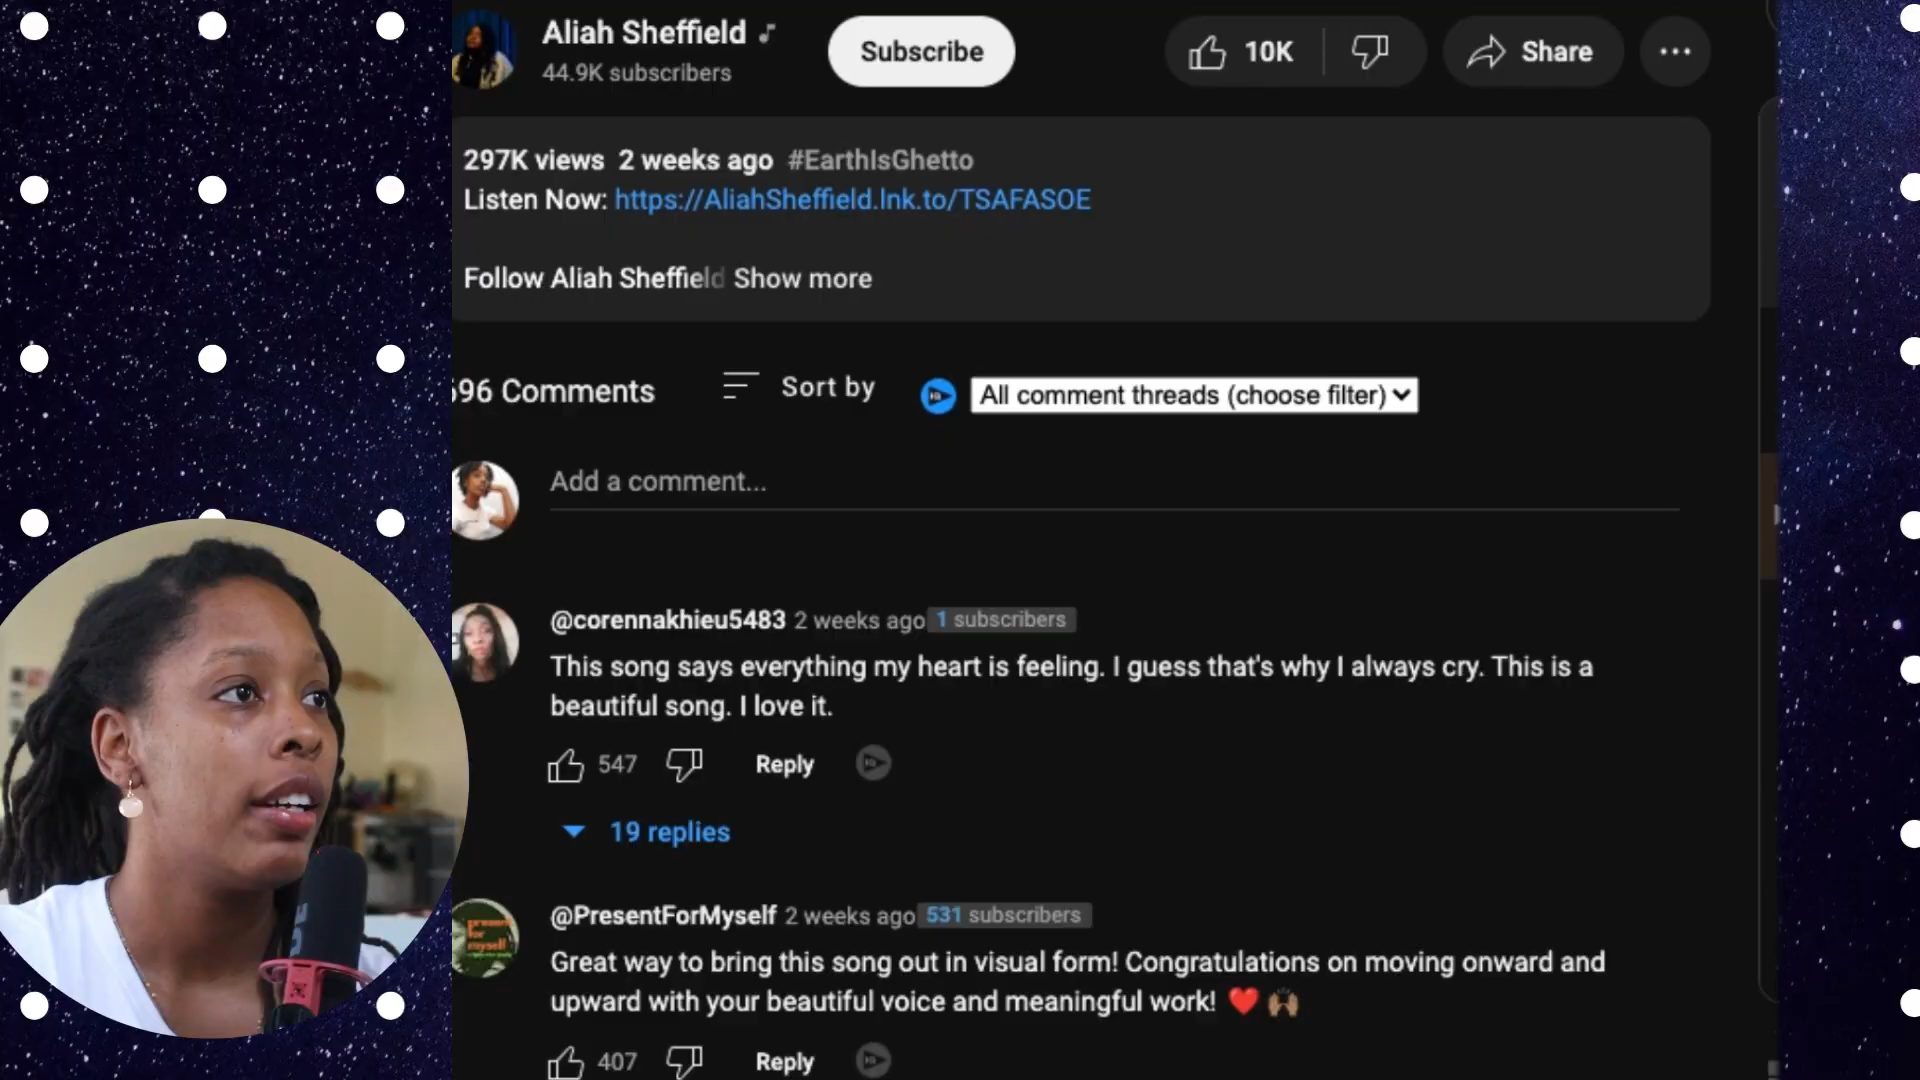 Aliah Sheffield
44.9K subscribers
Subscribe
10K
Share
297K views 2 weeks ago #EarthIsGhetto
Listen Now: https://AliahSheffield.lnk.to/TSAFASOE
Follow Aliah Sheffield Show more
696 Comments
Sort by
All comment threads (choose filter)
Add a comment...
@corennakhieu5483 2 weeks ago 1 subscribers
This song says everything my heart is feeling. I guess that's why I always cry. This is a
beautiful song. I love it.
547 Reply
19 replies
present
for
myself
@PresentForMyself 2 weeks ago 531 subscribers
Great way to bring this song out in visual form! Congratulations on moving onward and
upward with your beautiful voice and meaningful work! ❤️ 🙌🏾
407 Reply